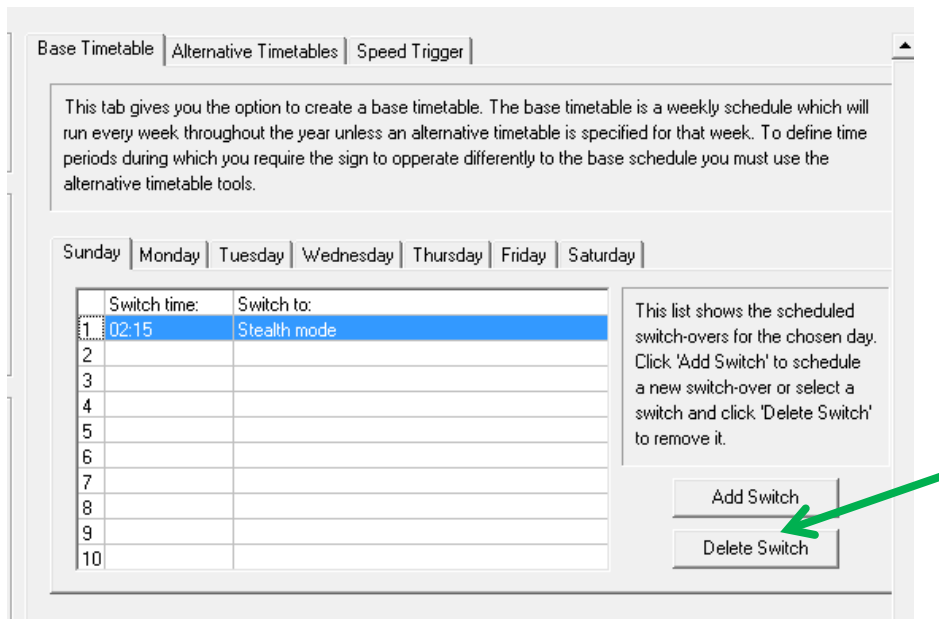 Base Timetable Alternative Timetables Speed Trigger
This tab gives you the option to create a base timetable. The base timetable is a weekly schedule which will
run every week throughout the year unless an alternative timetable is specified for that week. To define time
periods during which you require the sign to opperate differently to the base schedule you must use the
alternative timetable tools.
Sunday Monday Tuesday Wednesday Thursday Friday Saturday
Switch time: Switch to:
1 02:15 Stealth mode
2
3
4
5
6
7
8
9
10
This list shows the scheduled
switch-overs for the chosen day.
Click 'Add Switch' to schedule
a new switch-over or select a
switch and click 'Delete Switch'
to remove it.
Add Switch
Delete Switch